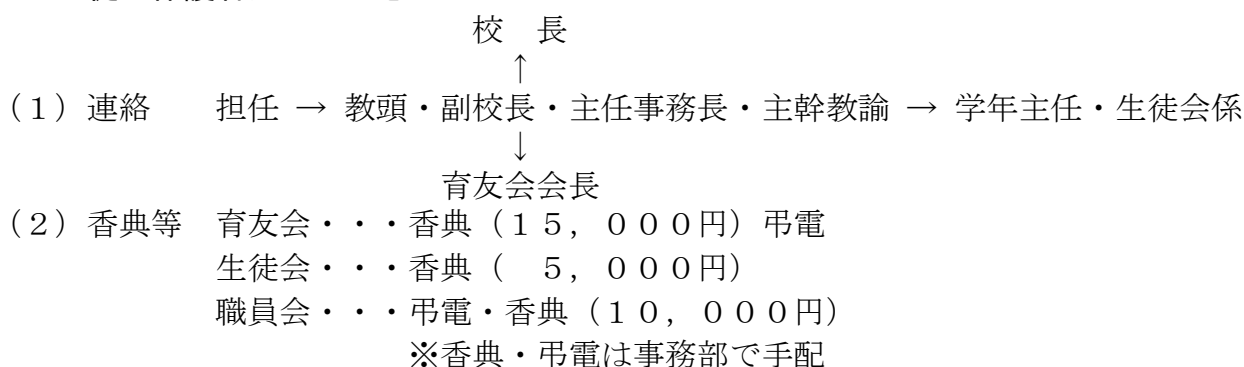 校　長
↑
（１）連絡　　担任 → 教頭・副校長・主任事務長・主幹教諭 → 学年主任・生徒会係
↓
育友会会長
（２）香典等　育友会・・・香典（１５，０００円）弔電
生徒会・・・香典（　５，０００円）
職員会・・・弔電・香典（１０，０００円）
※香典・弔電は事務部で手配